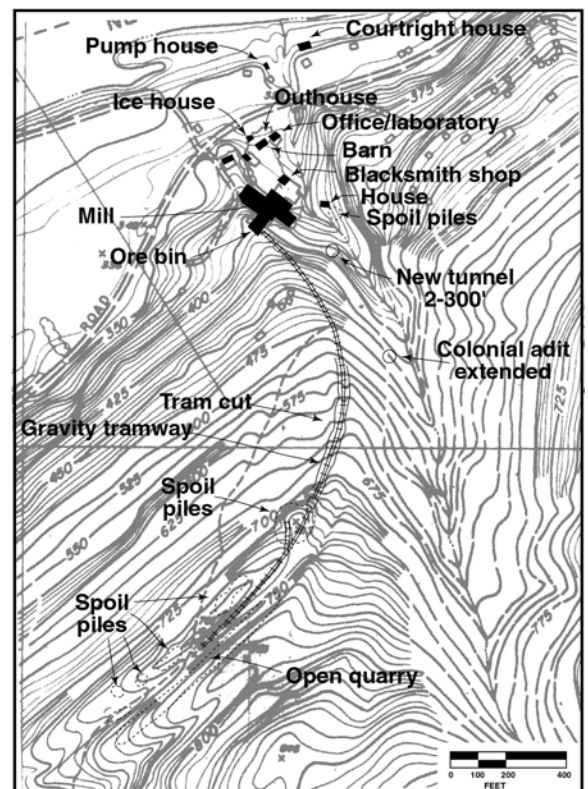 Courtright house
Pump house
Ice house
Outhouse
Office/laboratory
Barn
Blacksmith shop
House
Spoil piles
Mill
Ore bin
New tunnel
2-300'
Colonial adit
extended
Tram cut
Gravity tramway
Spoil
piles
Spoil
piles
Open quarry
ROAD
375
350
400
425
475
575
450
525
550
625
700
675
725
750
725
775
800
0 100 200 400
FEET